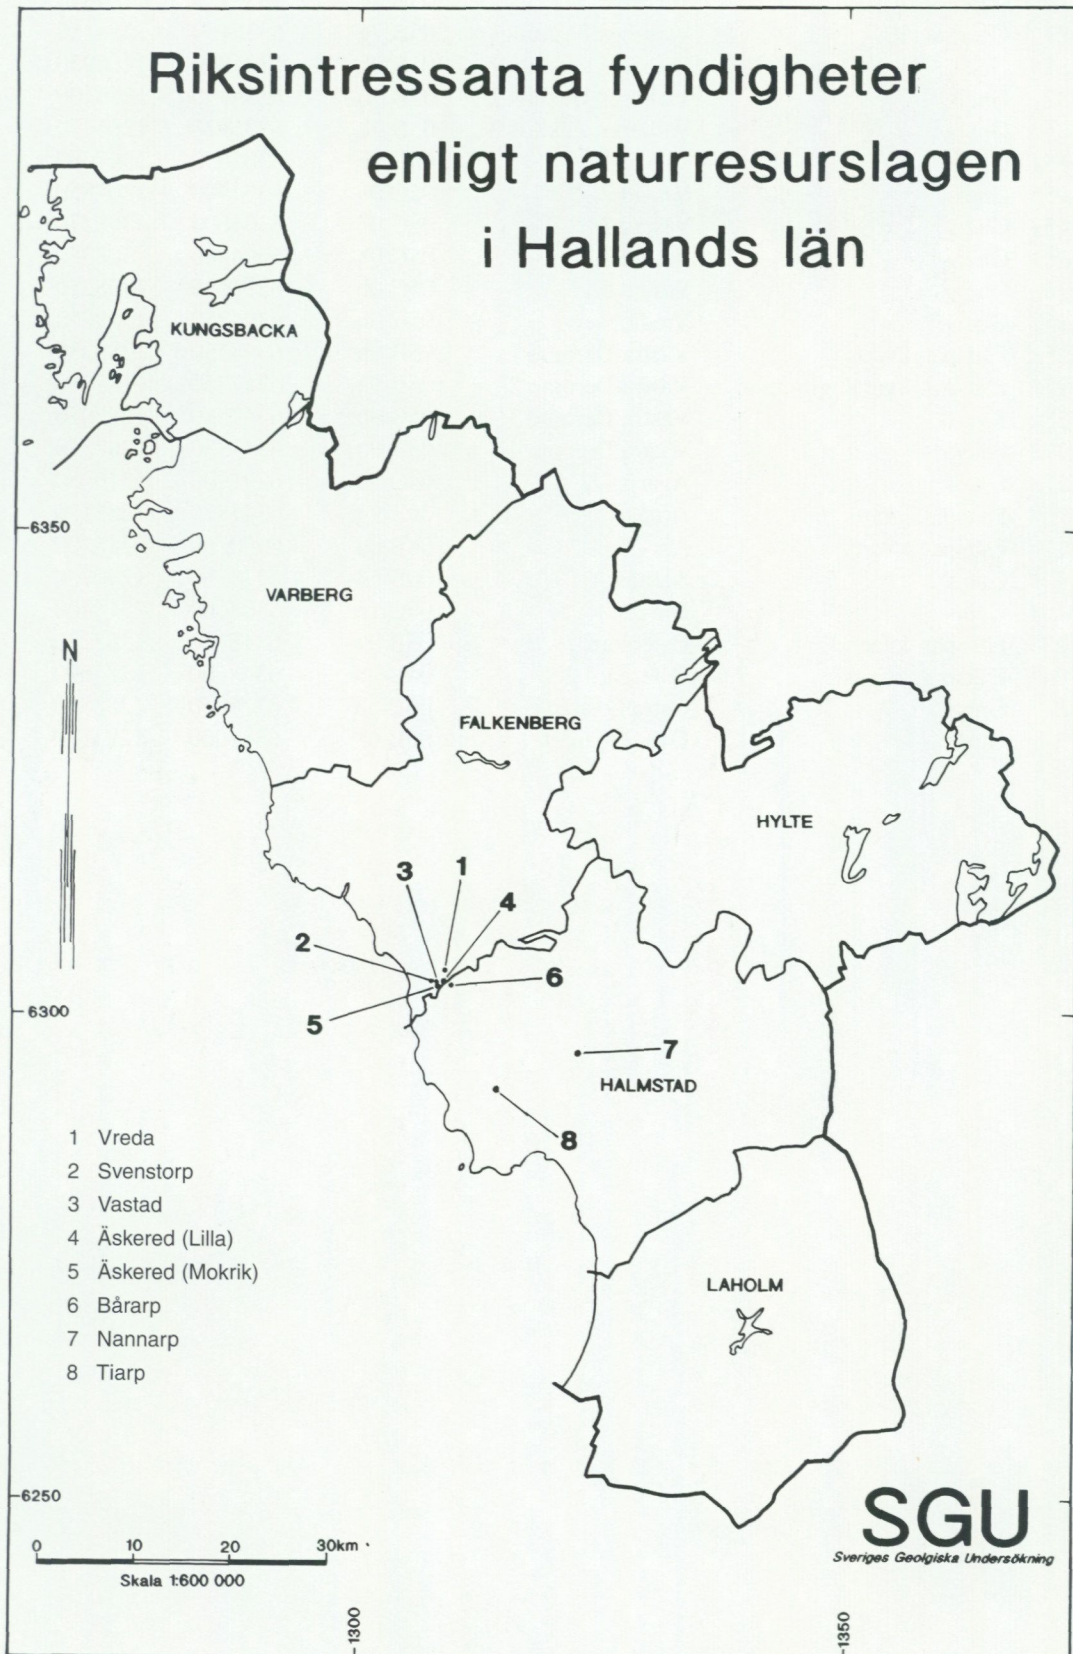 Riksintressanta fyndigheter
enligt naturresurslagen
i Hallands län
KUNGSBACKA
6350
VARBERG
N
FALKENBERG
HYLTE
3
1
4
2
6
6300
5
7
HALMSTAD
8
1 Vreda
2 Svenstorp
3 Vastad
4 Äskered (Lilla)
5 Äskered (Mokrik)
6 Bårarp
7 Nannarp
8 Tiarp
LAHOLM
6250
SGU
Sveriges Geolgiska Undersökning
0 10 20 30km
Skala 1:600 000
1300
1350